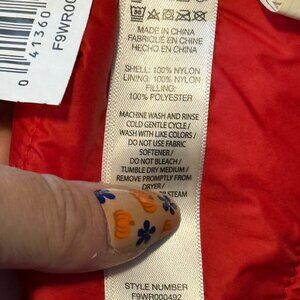 0 41360
F9WR00
MADE IN CHINA
FABRIQUÉ EN CHINE
HECHO EN CHINA
SHELL: 100% NYLON
LINING: 100% NYLON
FILLING:
100% POLYESTER
MACHINE WASH AND RINSE
COLD GENTLE CYCLE /
WASH WITH LIKE COLORS /
DO NOT USE FABRIC
SOFTENER /
DO NOT BLEACH /
TUMBLE DRY MEDIUM /
REMOVE PROMPTLY FROM
DRYER /
STEAM
STYLE NUMBER
F9WR000492